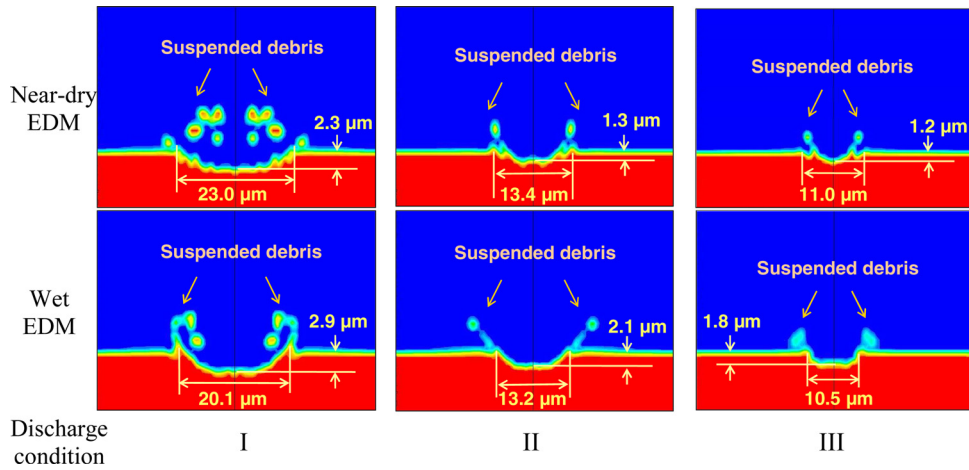 Near-dry
EDM
Suspended debris
2.3 µm
23.0 µm
Suspended debris
1.3 µm
13.4 µm
Suspended debris
1.2 µm
11.0 µm
Wet
EDM
Suspended debris
2.9 µm
20.1 µm
Suspended debris
2.1 µm
13.2 µm
Suspended debris
1.8 µm
10.5 µm
Discharge
condition
I
II
III